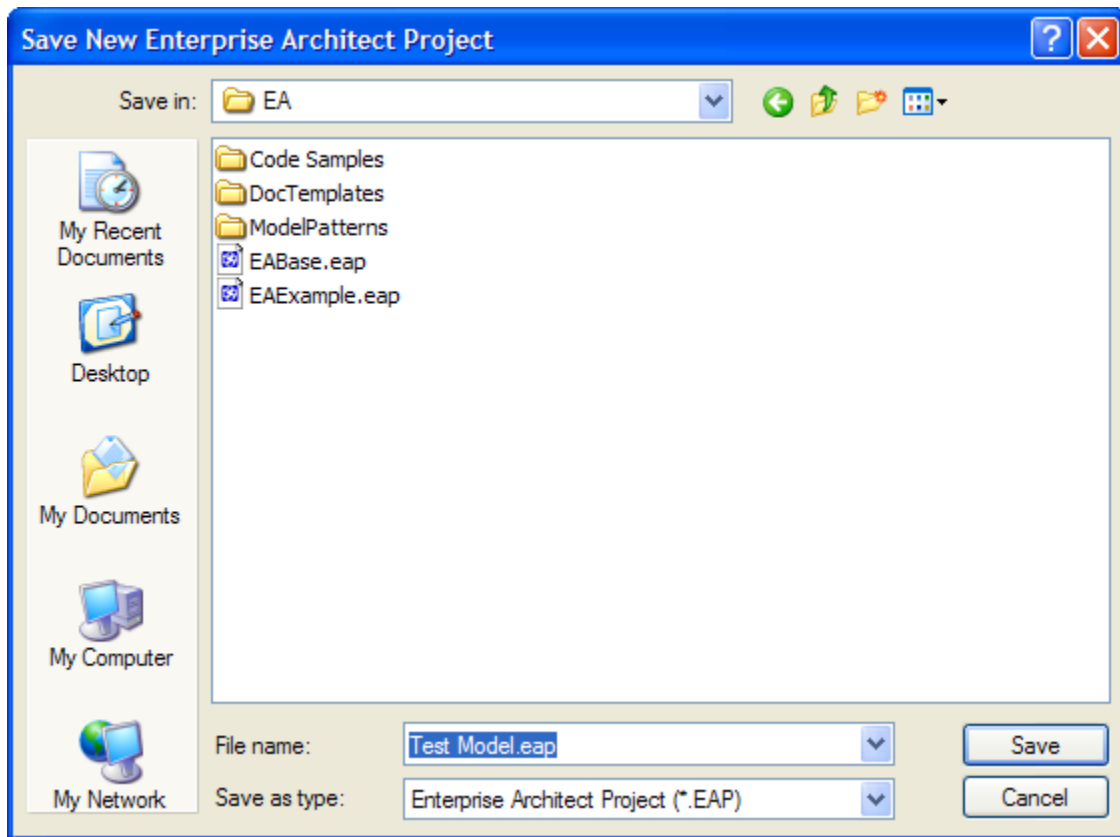 Save New Enterprise Architect Project
Save in: EA
Code Samples
DocTemplates
ModelPatterns
EABase.eap
EAExample.eap
My Recent
Documents
Desktop
My Documents
My Computer
My Network
File name: Test Model.eap Save
Save as type: Enterprise Architect Project (*.EAP) Cancel